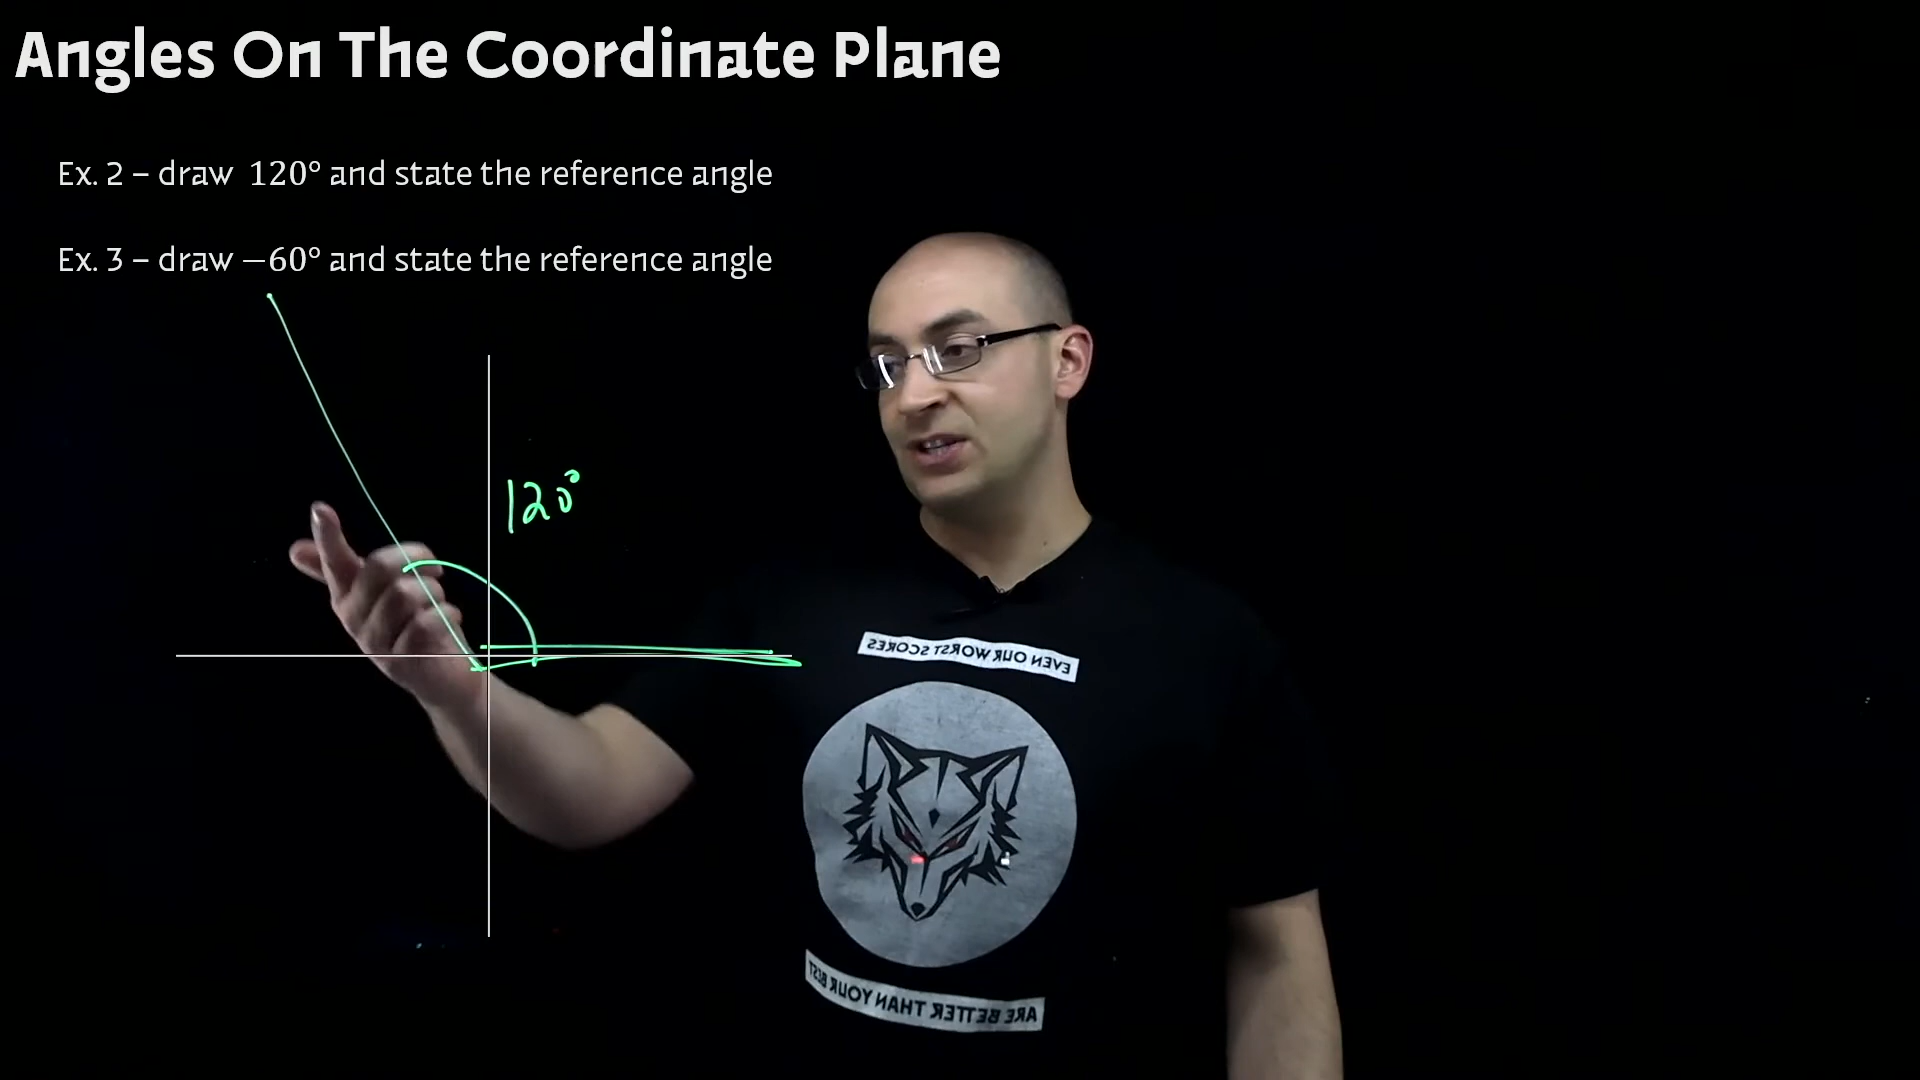 Angles On The Coordinate Plane
Ex. 2 – draw 120° and state the reference angle
Ex. 3 – draw −60° and state the reference angle
120°
EVEN OUR WORST SCORES
ARE BETTER THAN YOUR BEST